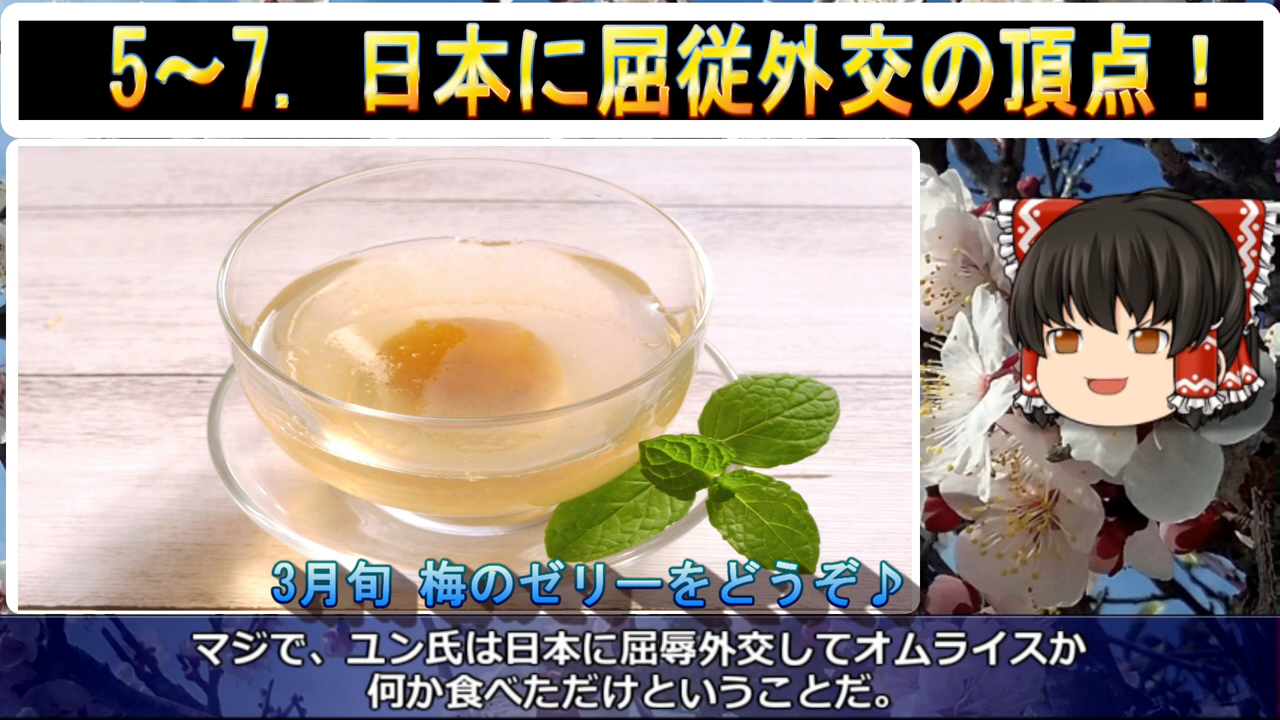 5～7. 日本に屈従外交の頂点！
3月旬 梅のゼリーをどうぞ♪
マジで、ユン氏は日本に屈辱外交してオムライスか
何か食べただけということだ。